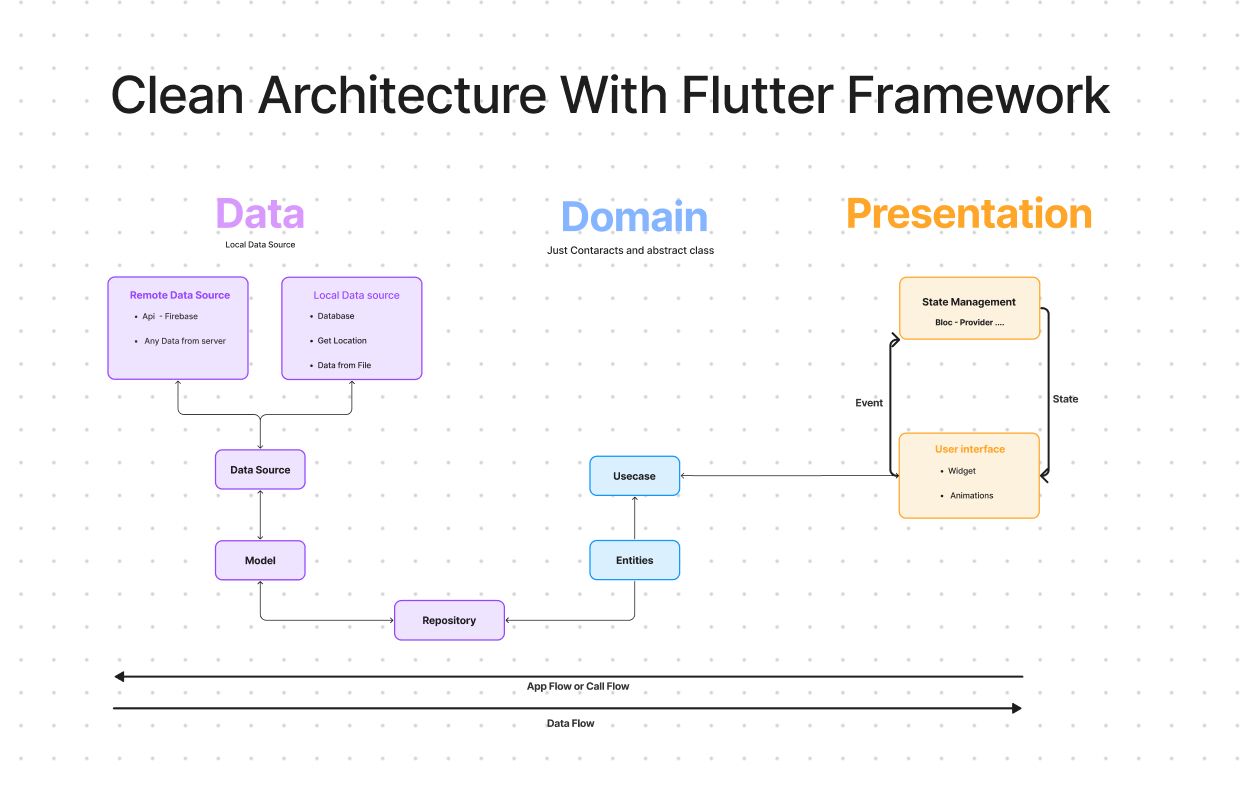 Clean Architecture With Flutter Framework
Data
Local Data Source
Domain
Just Contaracts and abstract class
Presentation
Remote Data Source
• Api - Firebase
• Any Data from server
Local Data source
• Database
• Get Location
• Data from File
State Management
Bloc - Provider ....
Event
State
User interface
• Widget
• Animations
Data Source
Usecase
Model
Entities
Repository
App Flow or Call Flow
Data Flow